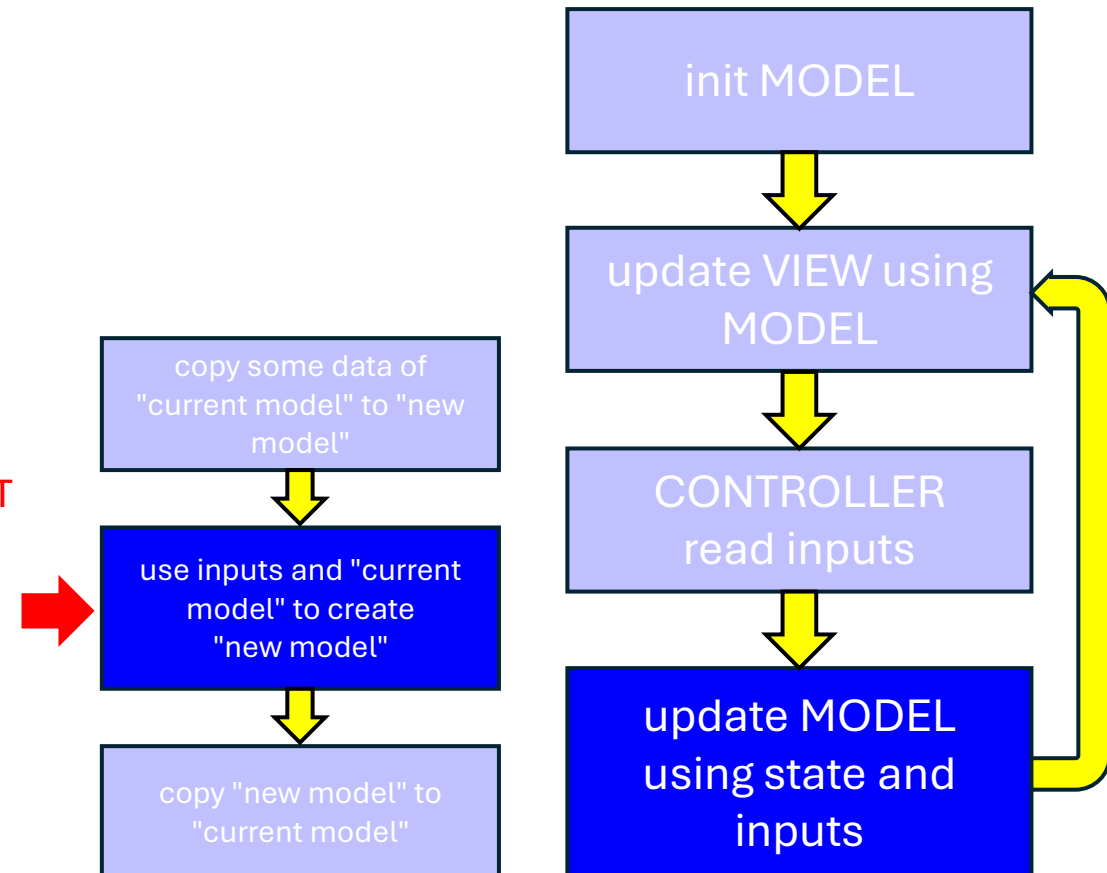 init MODEL
update VIEW using
MODEL
CONTROLLER
read inputs
update MODEL
using state and
inputs
copy some data of
"current model" to "new
model"
use inputs and "current
model" to create
"new model"
copy "new model" to
"current model"